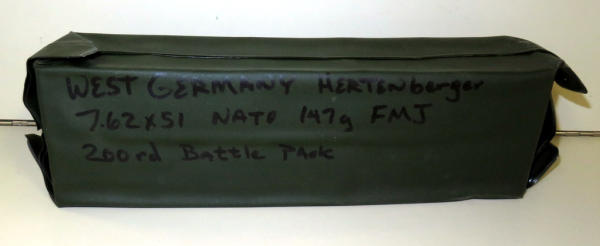 WEST GERMANY HERTENberger
7.62x51 NATO 147g FMJ
200rd Battle Pack